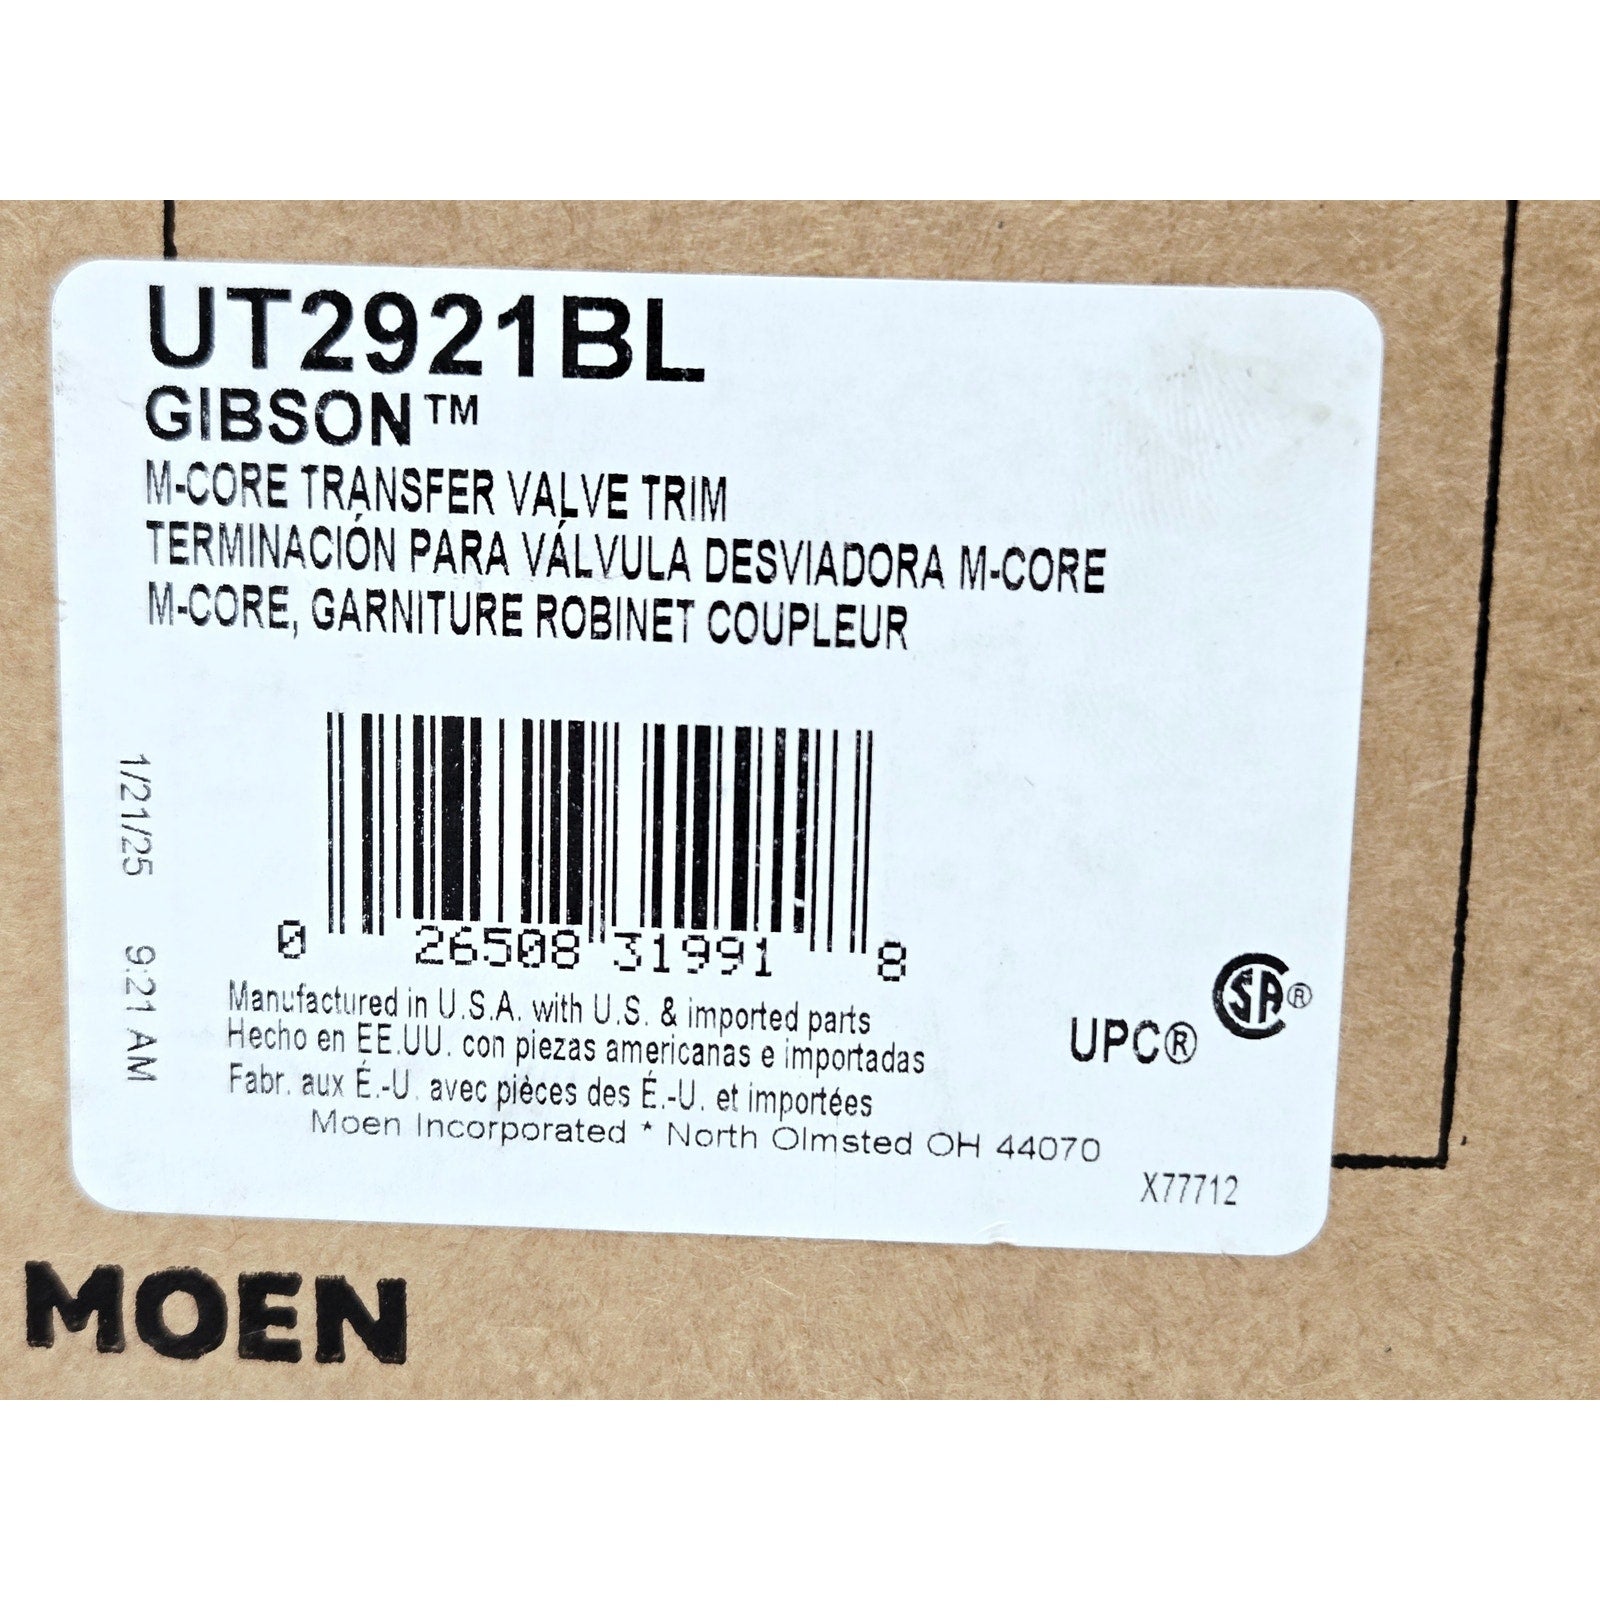 UT2921BL
GIBSON™
M-CORE TRANSFER VALVE TRIM
TERMINACIÓN PARA VÁLVULA DESVIADORA M-CORE
M-CORE, GARNITURE ROBINET COUPLEUR
1/21/25 9:21 AM
0 26508 31991 8
Manufactured in U.S.A. with U.S. & imported parts
Hecho en EE.UU. con piezas americanas e importadas
Fabr. aux É.-U. avec pièces des É.-U. et importées
Moen Incorporated * North Olmsted OH 44070
UPC® CSA®
X77712
MOEN